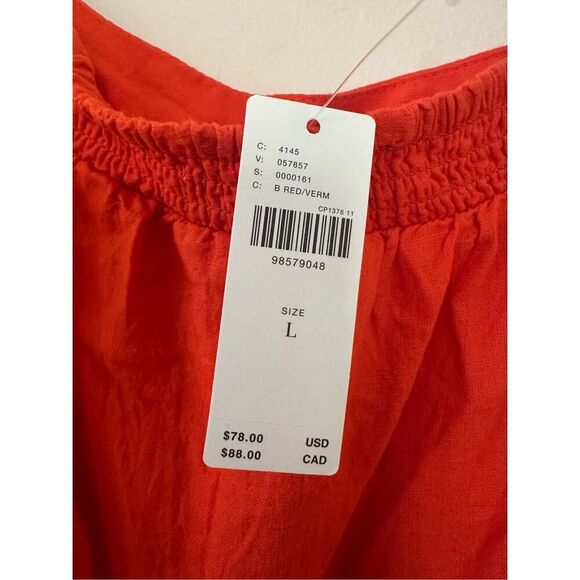 C: 4145
V: 057857
S: 0000161
C: B RED/VERM
CP1376 11
98579048
SIZE
L
$78.00 USD
$88.00 CAD